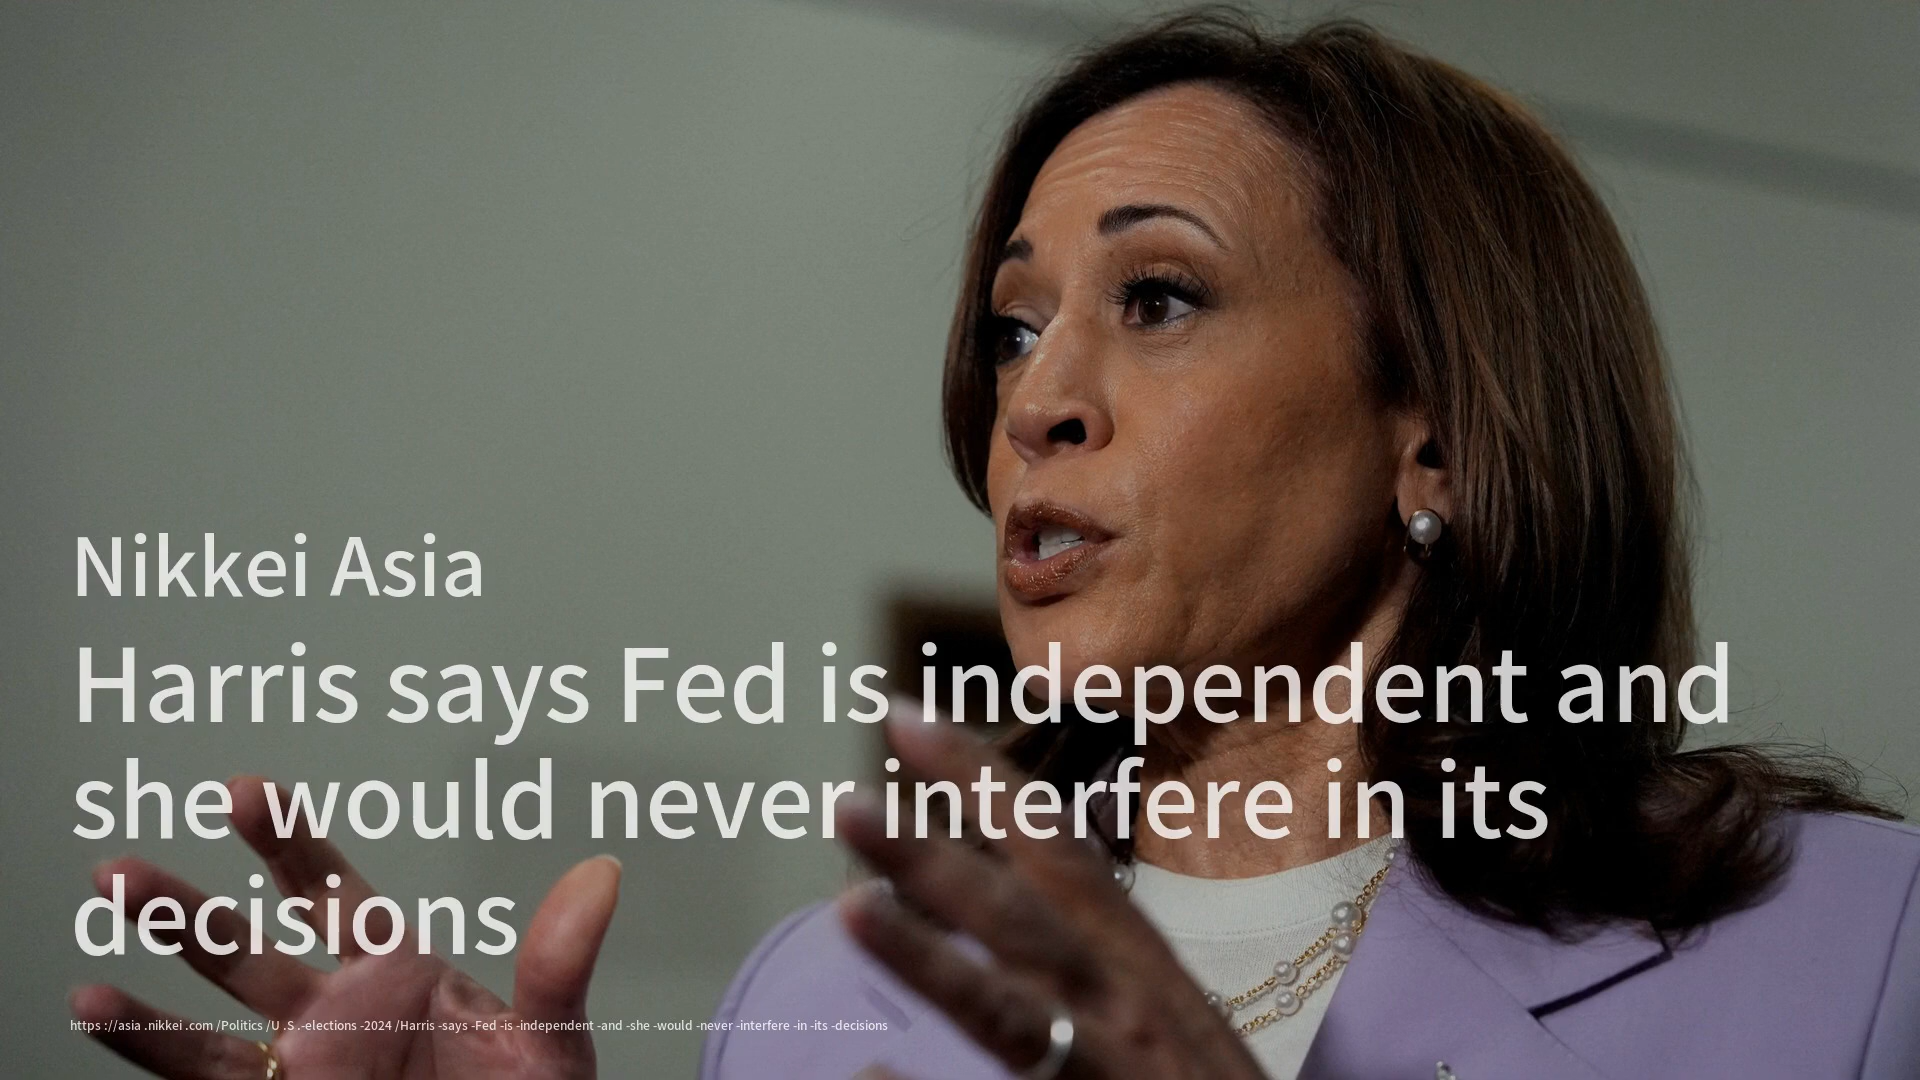 Nikkei Asia
Harris says Fed is independent and
she would never interfere in its
decisions
https ://asia .nikkei .com /Politics /U .S .-elections -2024 /Harris -says -Fed -is -independent -and -she -would -never -interfere -in -its -decisions